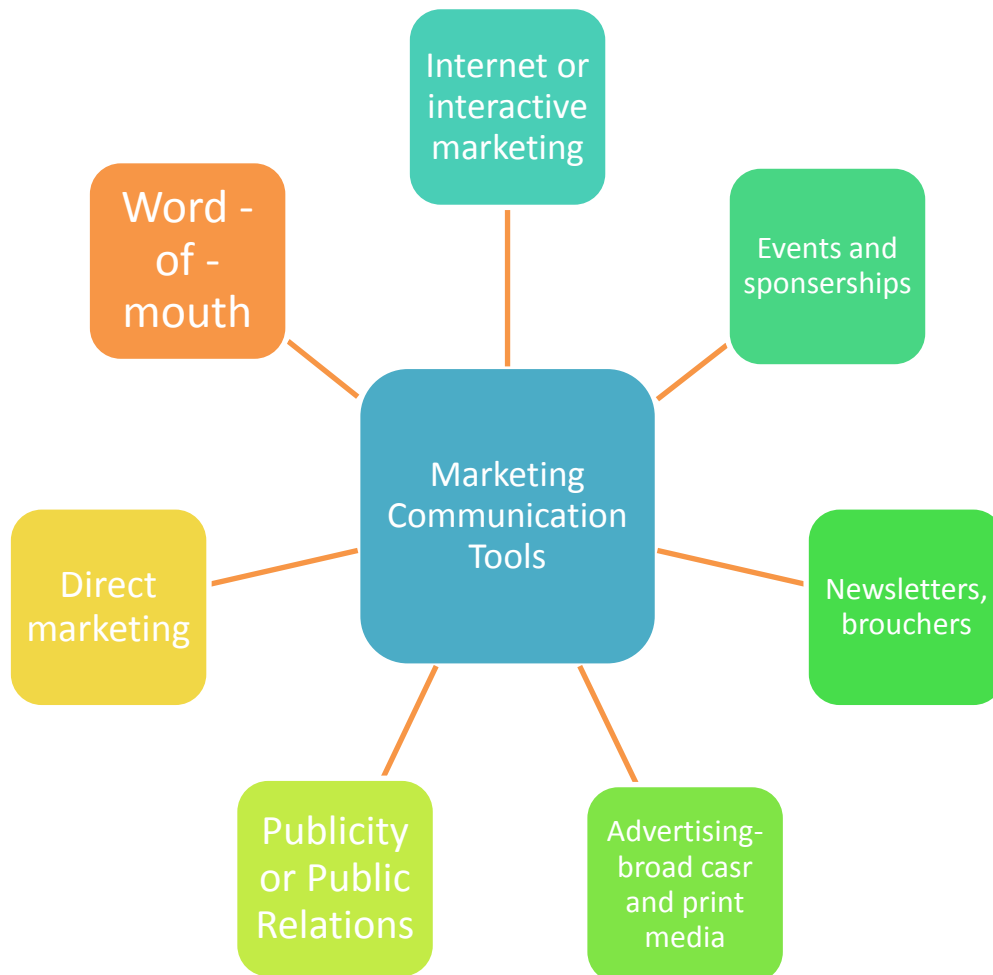 Internet or
interactive
marketing
Word -
of -
mouth
Events and
sponserships
Marketing
Communication
Tools
Direct
marketing
Newsletters,
brouchers
Publicity
or Public
Relations
Advertising-
broad casr
and print
media